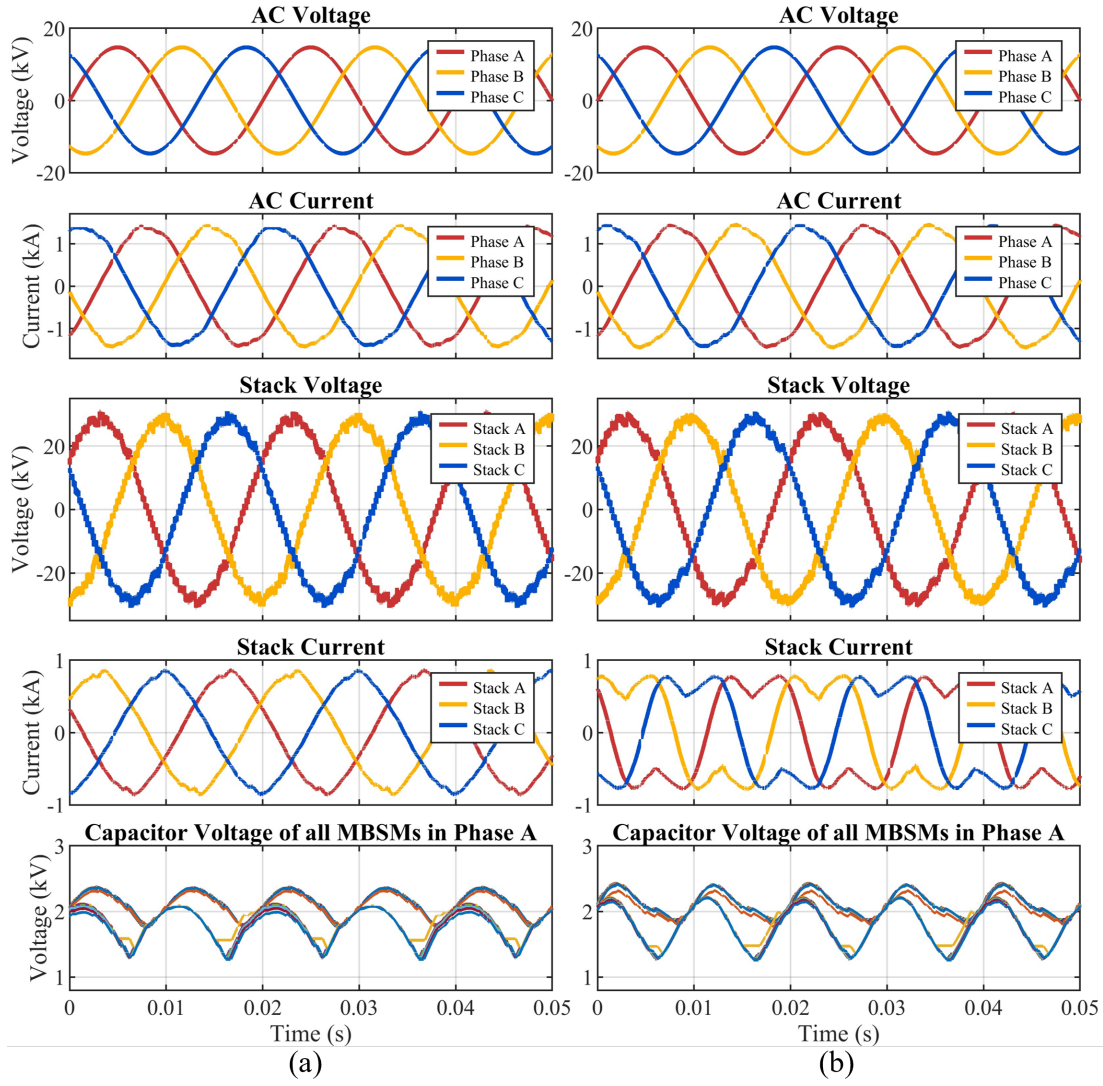 AC Voltage
Voltage (kV)
20
0
-20
Phase A
Phase B
Phase C
AC Current
Current (kA)
1
0
-1
Phase A
Phase B
Phase C
Stack Voltage
Voltage (kV)
20
0
-20
Stack A
Stack B
Stack C
Stack Current
Current (kA)
1
0
-1
Stack A
Stack B
Stack C
Capacitor Voltage of all MBSMs in Phase A
Voltage (kV)
3
2
1
0 0.01 0.02 0.03 0.04 0.05
Time (s)
(a)
AC Voltage
20
0
-20
Phase A
Phase B
Phase C
AC Current
1
0
-1
Phase A
Phase B
Phase C
Stack Voltage
20
0
-20
Stack A
Stack B
Stack C
Stack Current
1
0
-1
Stack A
Stack B
Stack C
Capacitor Voltage of all MBSMs in Phase A
3
2
1
0 0.01 0.02 0.03 0.04 0.05
Time (s)
(b)